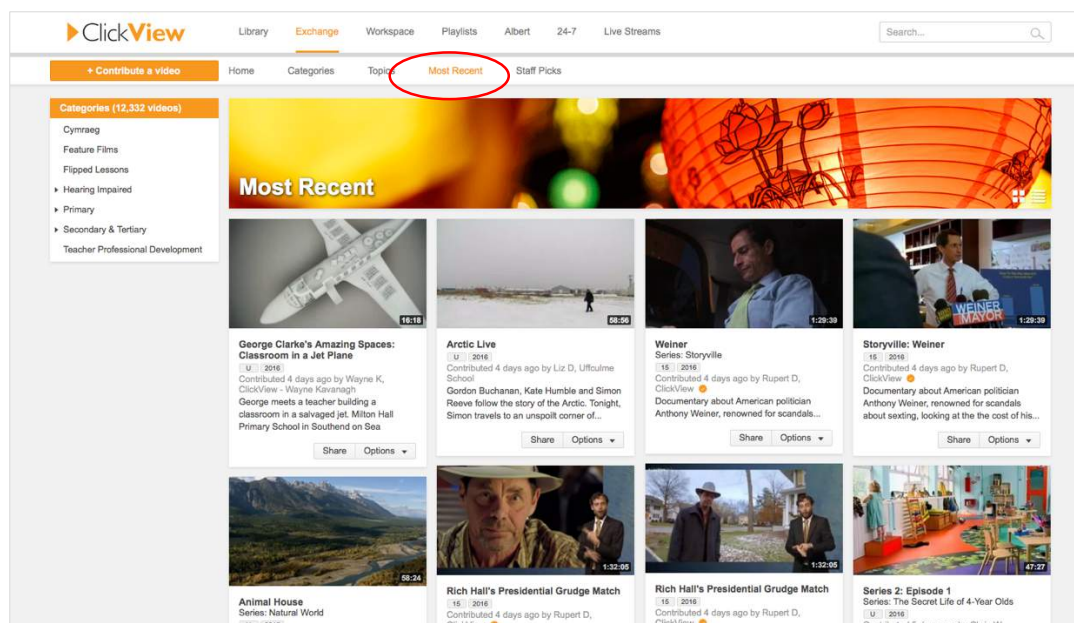 ClickView
Library Exchange Workspace Playlists Albert 24-7 Live Streams
Search...
+ Contribute a video
Home Categories Topics Most Recent Staff Picks
Categories (12,332 videos)
Cymraeg
Feature Films
Flipped Lessons
Hearing Impaired
Primary
Secondary & Tertiary
Teacher Professional Development
Most Recent
16:18
George Clarke's Amazing Spaces:
Classroom in a Jet Plane
U 2016
Contributed 4 days ago by Wayne K,
ClickView - Wayne Kavanagh
George meets a teacher building a
classroom in a salvaged jet. Milton Hall
Primary School in Southend on Sea
Share Options
58:56
Arctic Live
U 2016
Contributed 4 days ago by Liz D, Uffculme
School
Gordon Buchanan, Kate Humble and Simon
Reeve follow the story of the Arctic. Tonight,
Simon travels to an unspoilt corner of...
Share Options
1:29:39
Weiner
Series: Storyville
15 2016
Contributed 4 days ago by Rupert D,
ClickView
Documentary about American politician
Anthony Weiner, renowned for scandals...
Share Options
WEINER
MAYOR
1:29:39
Storyville: Weiner
15 2016
Contributed 4 days ago by Rupert D,
ClickView
Documentary about American politician
Anthony Weiner, renowned for scandals
about sexting, looking at the the cost of his...
Share Options
58:24
Animal House
Series: Natural World
1:32:05
Rich Hall's Presidential Grudge Match
15 2016
Contributed 4 days ago by Rupert D,
1:32:05
Rich Hall's Presidential Grudge Match
15 2016
Contributed 4 days ago by Rupert D,
47:27
Series 2: Episode 1
Series: The Secret Life of 4-Year Olds
U 2016